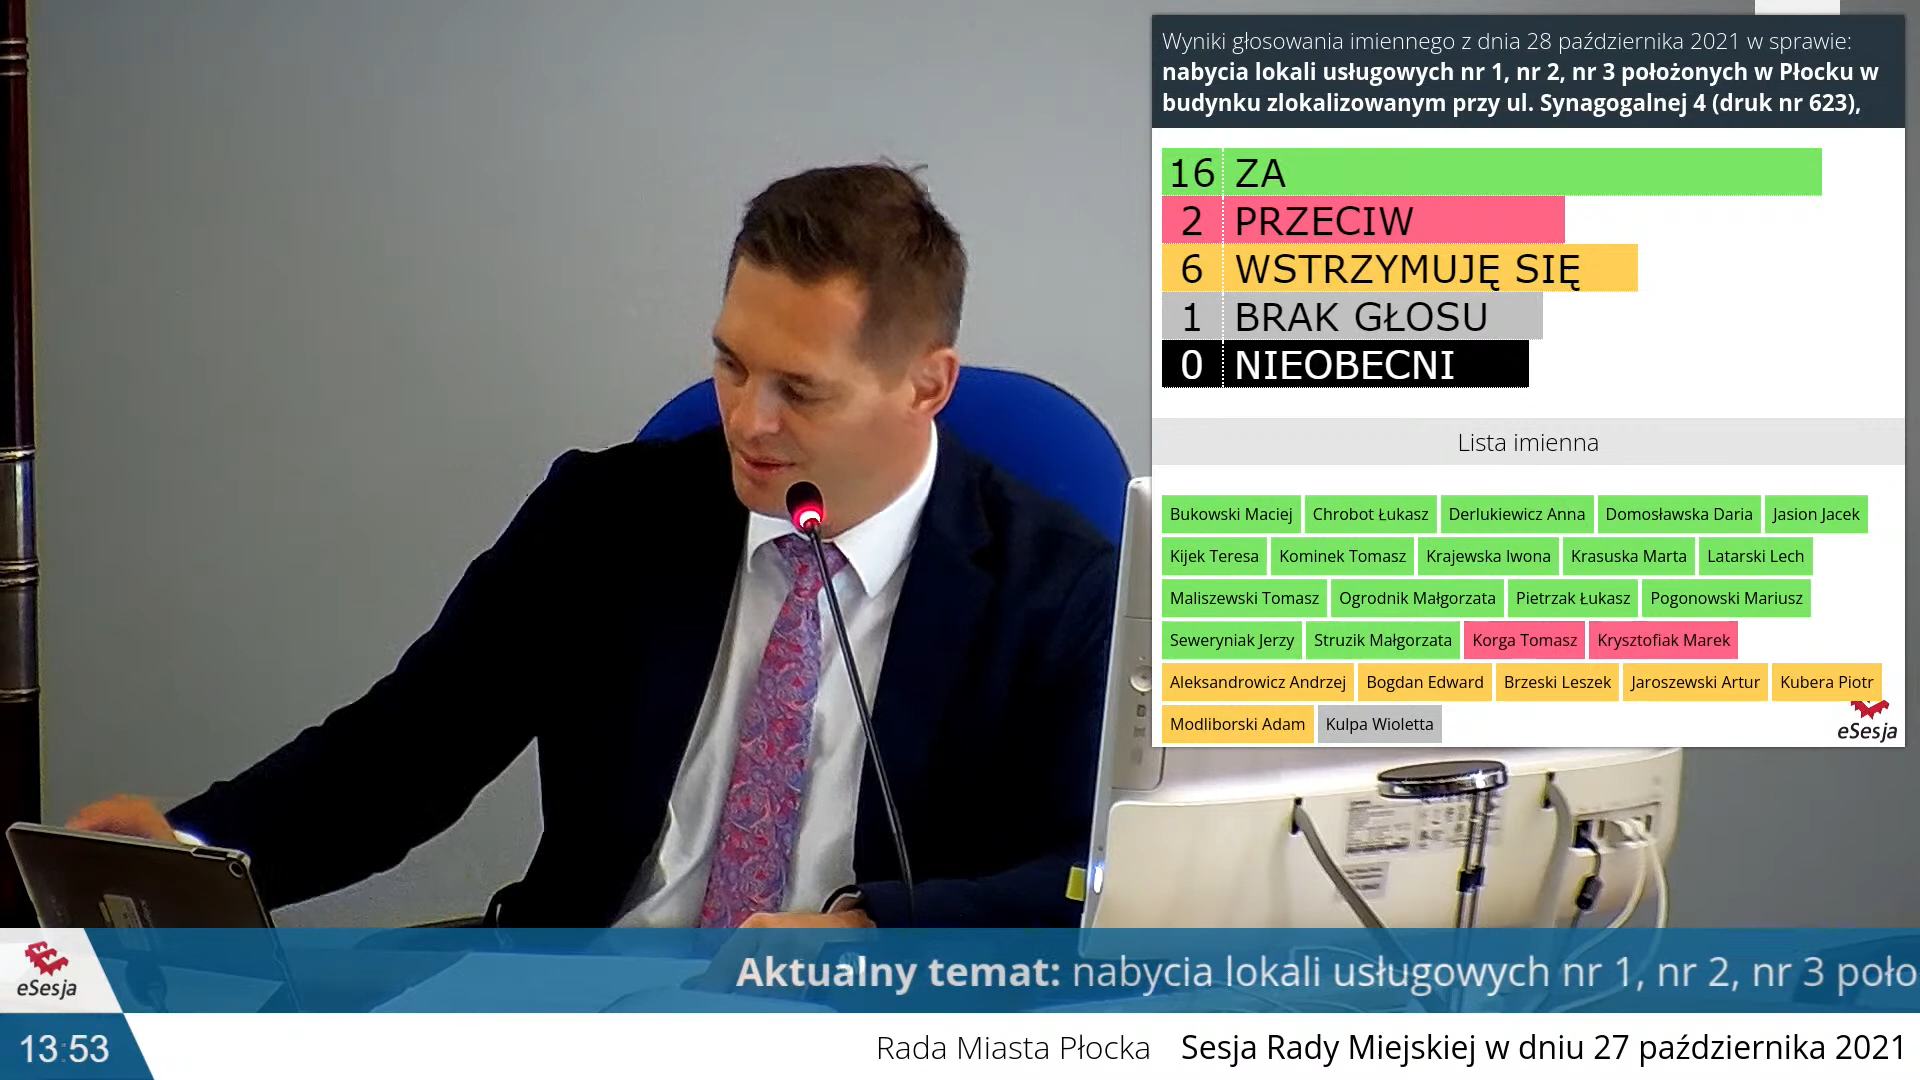 Wyniki głosowania imiennego z dnia 28 października 2021 w sprawie:
nabycia lokali usługowych nr 1, nr 2, nr 3 położonych w Płocku w
budynku zlokalizowanym przy ul. Synagogalnej 4 (druk nr 623),
16 ZA
2 PRZECIW
6 WSTRZYMUJĘ SIĘ
1 BRAK GŁOSU
0 NIEOBECNI
Lista imienna
Bukowski Maciej Chrobot Łukasz Derlukiewicz Anna Domosławska Daria Jasion Jacek
Kijek Teresa Kominek Tomasz Krajewska Iwona Krasuska Marta Latarski Lech
Maliszewski Tomasz Ogrodnik Małgorzata Pietrzak Łukasz Pogonowski Mariusz
Seweryniak Jerzy Struzik Małgorzata Korga Tomasz Krysztofiak Marek
Aleksandrowicz Andrzej Bogdan Edward Brzeski Leszek Jaroszewski Artur Kubera Piotr
Modliborski Adam Kulpa Wioletta
eSesja
eSesja
Aktualny temat: nabycia lokali usługowych nr 1, nr 2, nr 3 poło
13:53
Rada Miasta Płocka Sesja Rady Miejskiej w dniu 27 października 2021